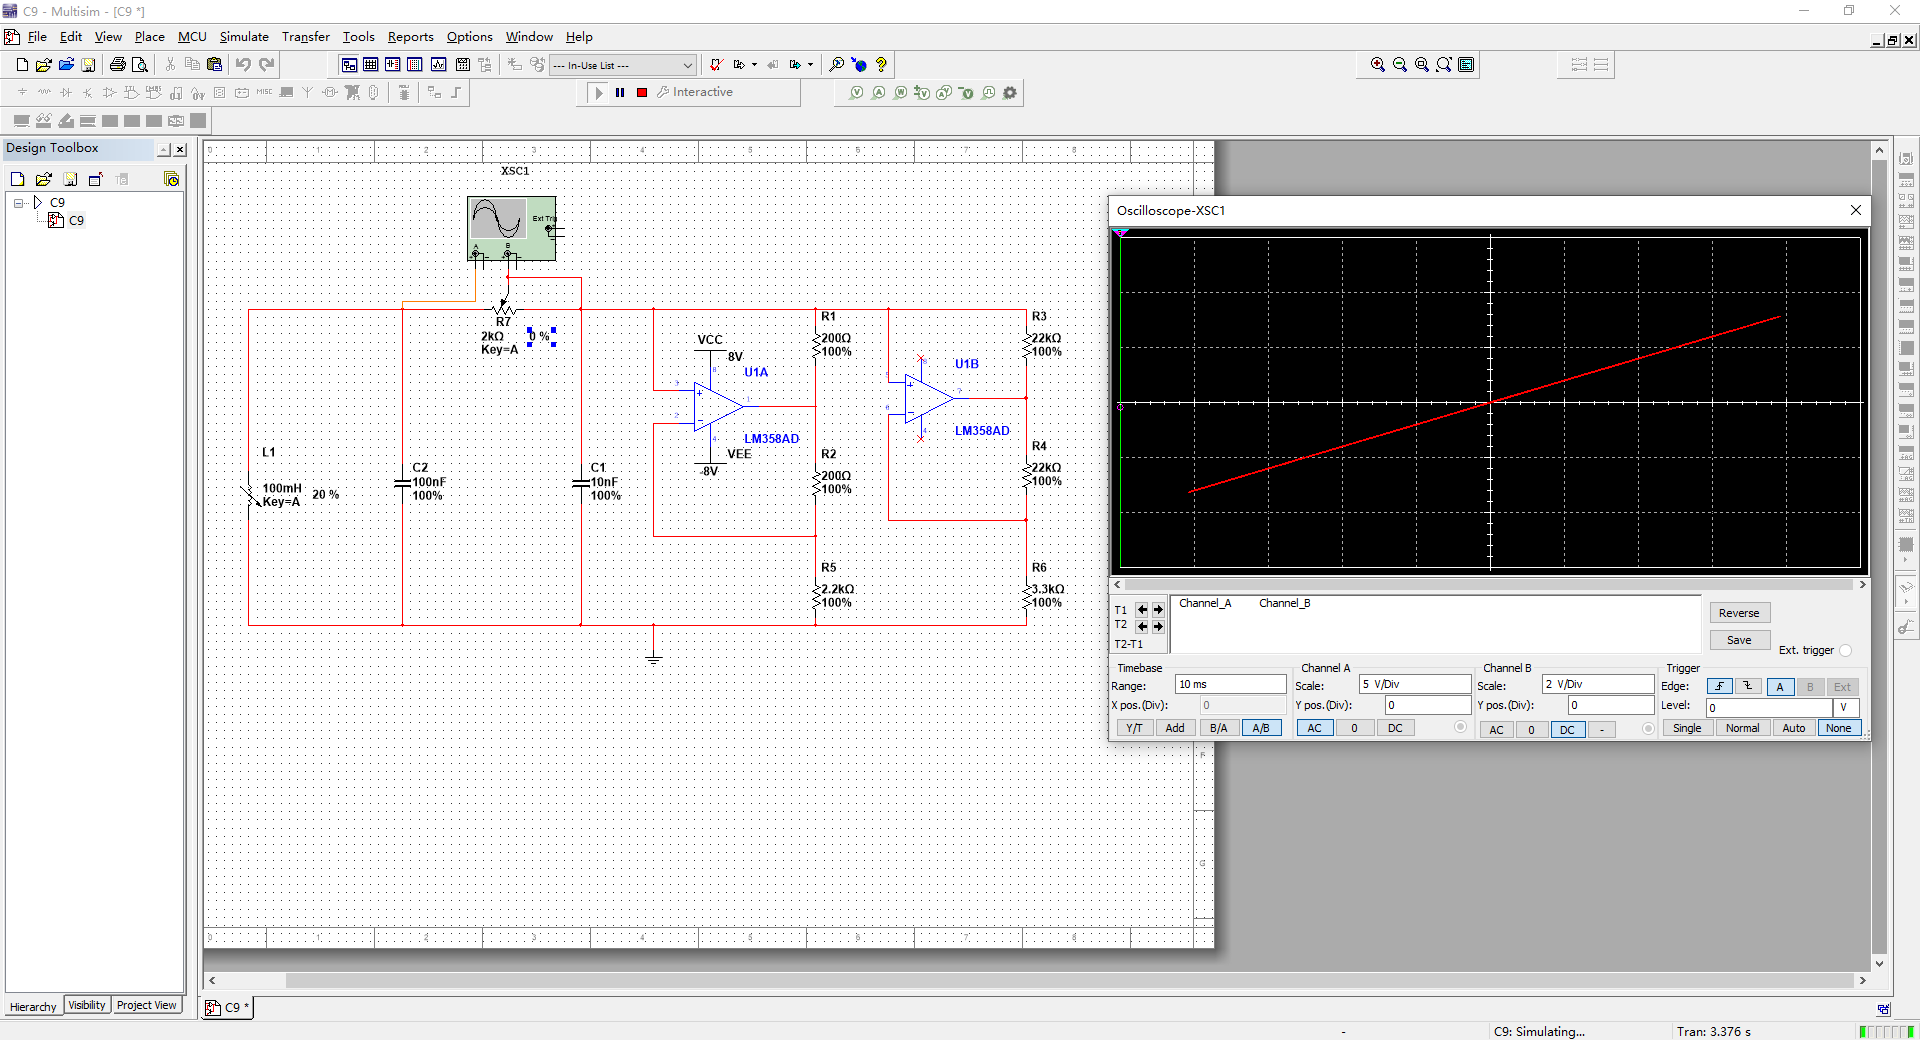 C9 - Multisim - [C9 *]
File Edit View Place MCU Simulate Transfer Tools Reports Options Window Help
--- In-Use List ---
Interactive
Design Toolbox
C9
C9
XSC1
Ext Trig
A B
R7
2kΩ 0 %
Key=A
L1
100mH
Key=A
20 %
C2
100nF
100%
C1
10nF
100%
VCC
8V
U1A
LM358AD
VEE
-8V
R1
200Ω
100%
R2
200Ω
100%
R5
2.2kΩ
100%
U1B
LM358AD
R3
22kΩ
100%
R4
22kΩ
100%
R6
3.3kΩ
100%
Oscilloscope-XSC1
T1
T2
T2-T1
Channel_A Channel_B
Reverse
Save
Ext. trigger
Timebase
Range: 10 ms
X pos.(Div): 0
Y/T Add B/A A/B
Channel A
Scale: 5 V/Div
Y pos.(Div): 0
AC 0 DC
Channel B
Scale: 2 V/Div
Y pos.(Div): 0
AC 0 DC -
Trigger
Edge: A B Ext
Level: 0 V
Single Normal Auto None
Hierarchy Visibility Project View
C9 *
- C9: Simulating... Tran: 3.376 s